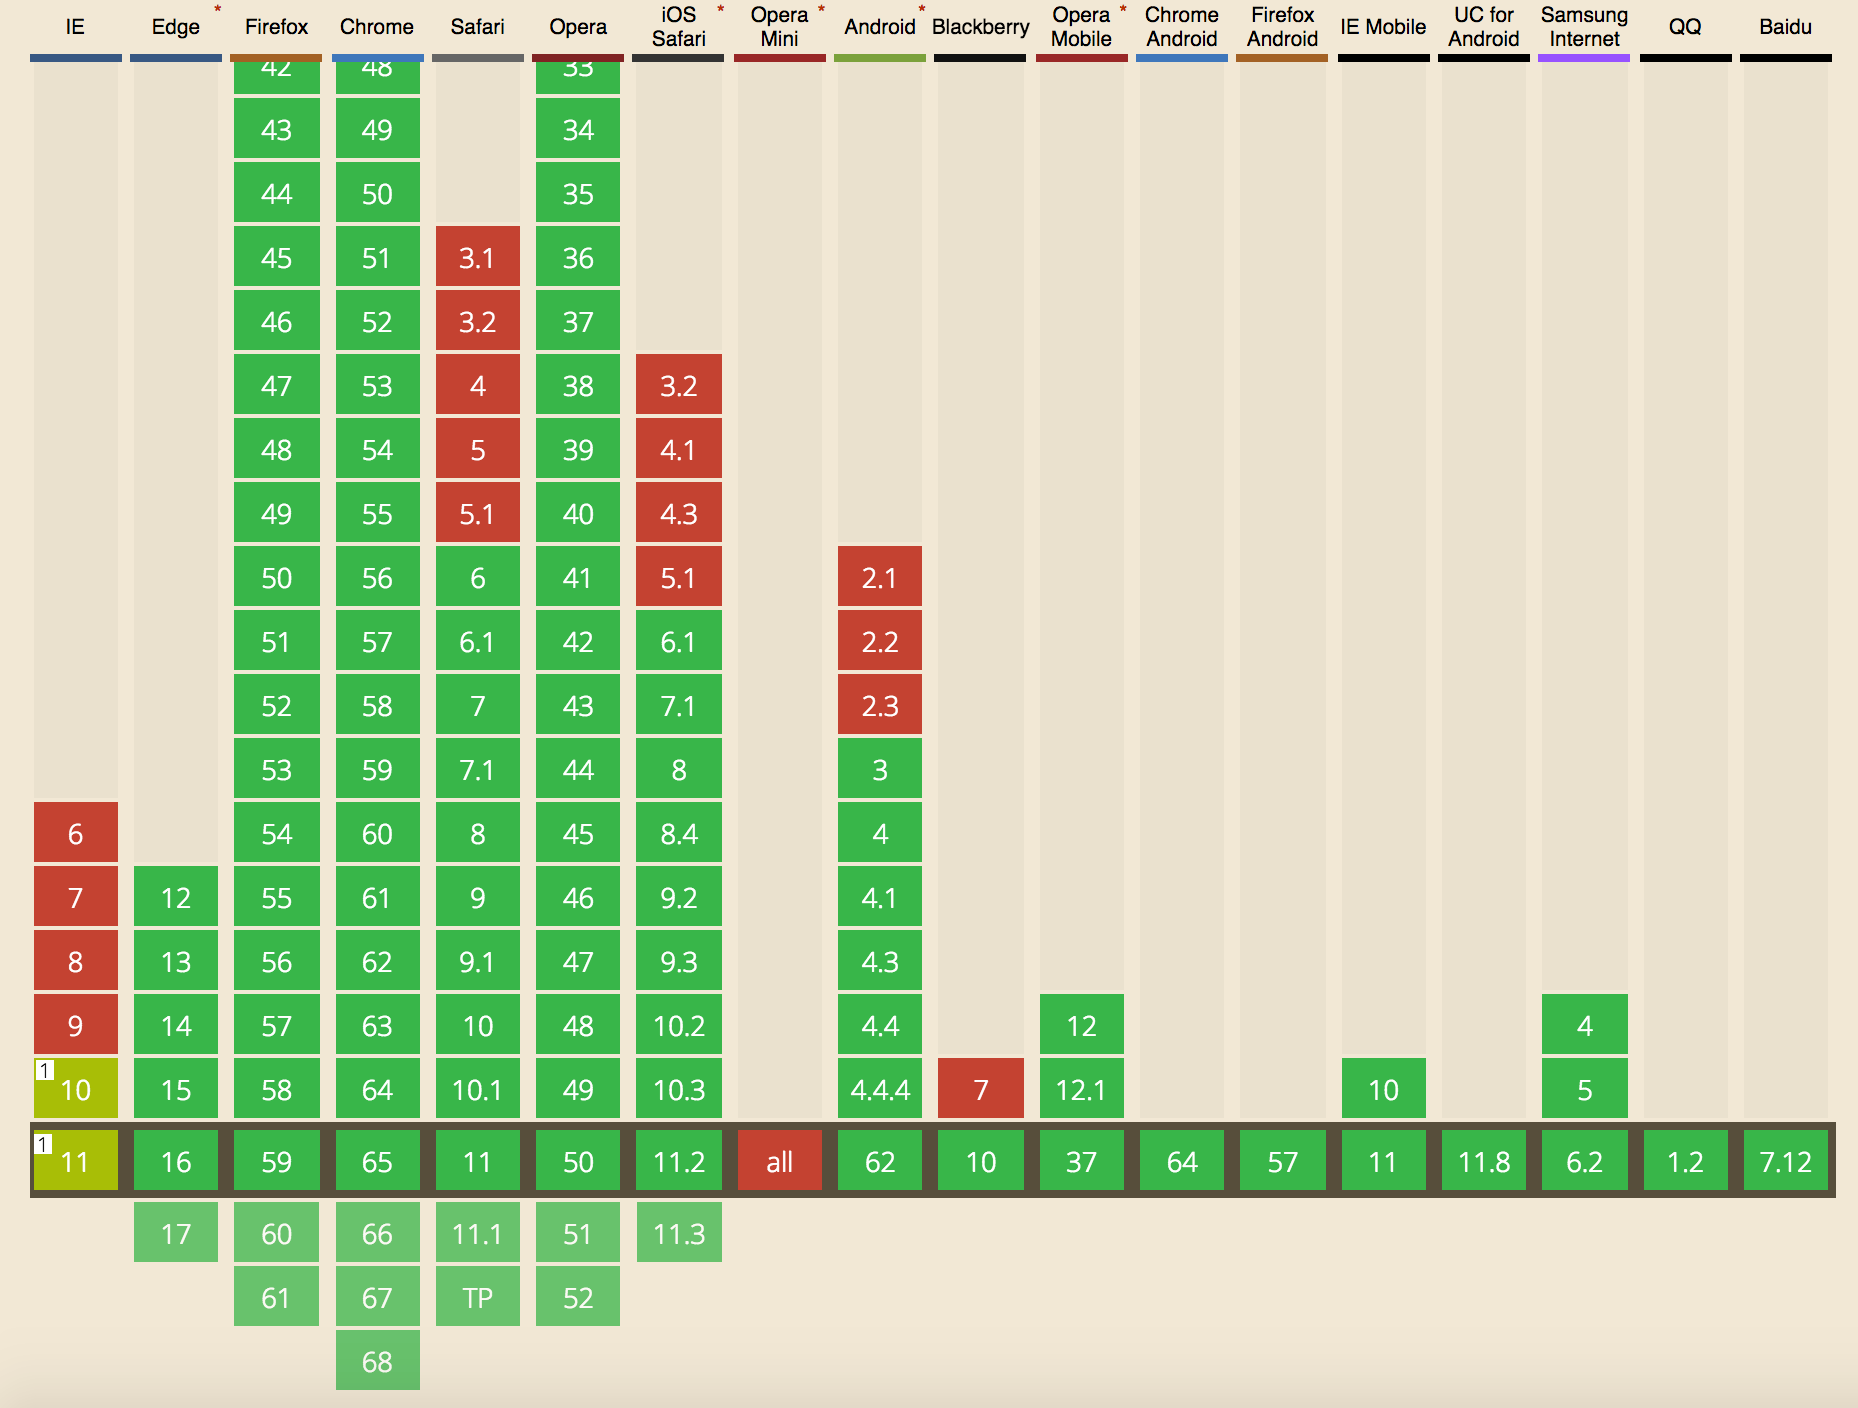 IE Edge * Firefox Chrome Safari Opera iOS Safari * Opera Mini * Android * Blackberry Opera Mobile * Chrome Android Firefox Android IE Mobile UC for Android Samsung Internet QQ Baidu
42 48 33
43 49 34
44 50 35
45 51 3.1 36
46 52 3.2 37
47 53 4 38 3.2
48 54 5 39 4.1
49 55 5.1 40 4.3
50 56 6 41 5.1 2.1
51 57 6.1 42 6.1 2.2
52 58 7 43 7.1 2.3
53 59 7.1 44 8 3
6 54 60 8 45 8.4 4
7 12 55 61 9 46 9.2 4.1
8 13 56 62 9.1 47 9.3 4.3
9 14 57 63 10 48 10.2 4.4 12 4
1 10 15 58 64 10.1 49 10.3 4.4.4 7 12.1 10 5
1 11 16 59 65 11 50 11.2 all 62 10 37 64 57 11 11.8 6.2 1.2 7.12
17 60 66 11.1 51 11.3
61 67 TP 52
68